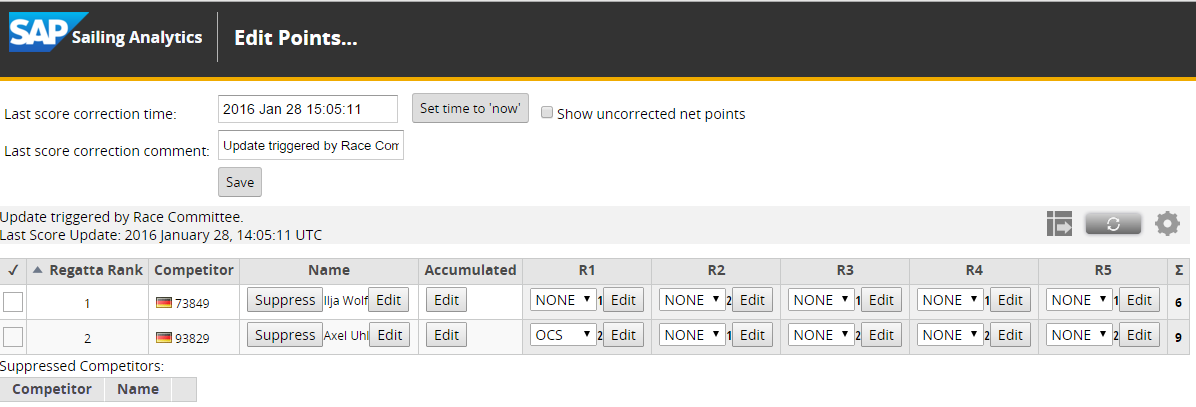 SAP Sailing Analytics Edit Points...
Last score correction time: 2016 Jan 28 15:05:11 Set time to 'now' Show uncorrected net points
Last score correction comment: Update triggered by Race Com
Save
Update triggered by Race Committee.
Last Score Update: 2016 January 28, 14:05:11 UTC
✓ Regatta Rank Competitor Name Accumulated R1 R2 R3 R4 R5 Σ
1 73849 Suppress Ilja Wolf Edit Edit NONE 1 Edit NONE 2 Edit NONE 1 Edit NONE 1 Edit NONE 1 Edit 6
2 93829 Suppress Axel Uhl Edit Edit OCS 2 Edit NONE 1 Edit NONE 2 Edit NONE 2 Edit NONE 2 Edit 9
Suppressed Competitors:
Competitor Name